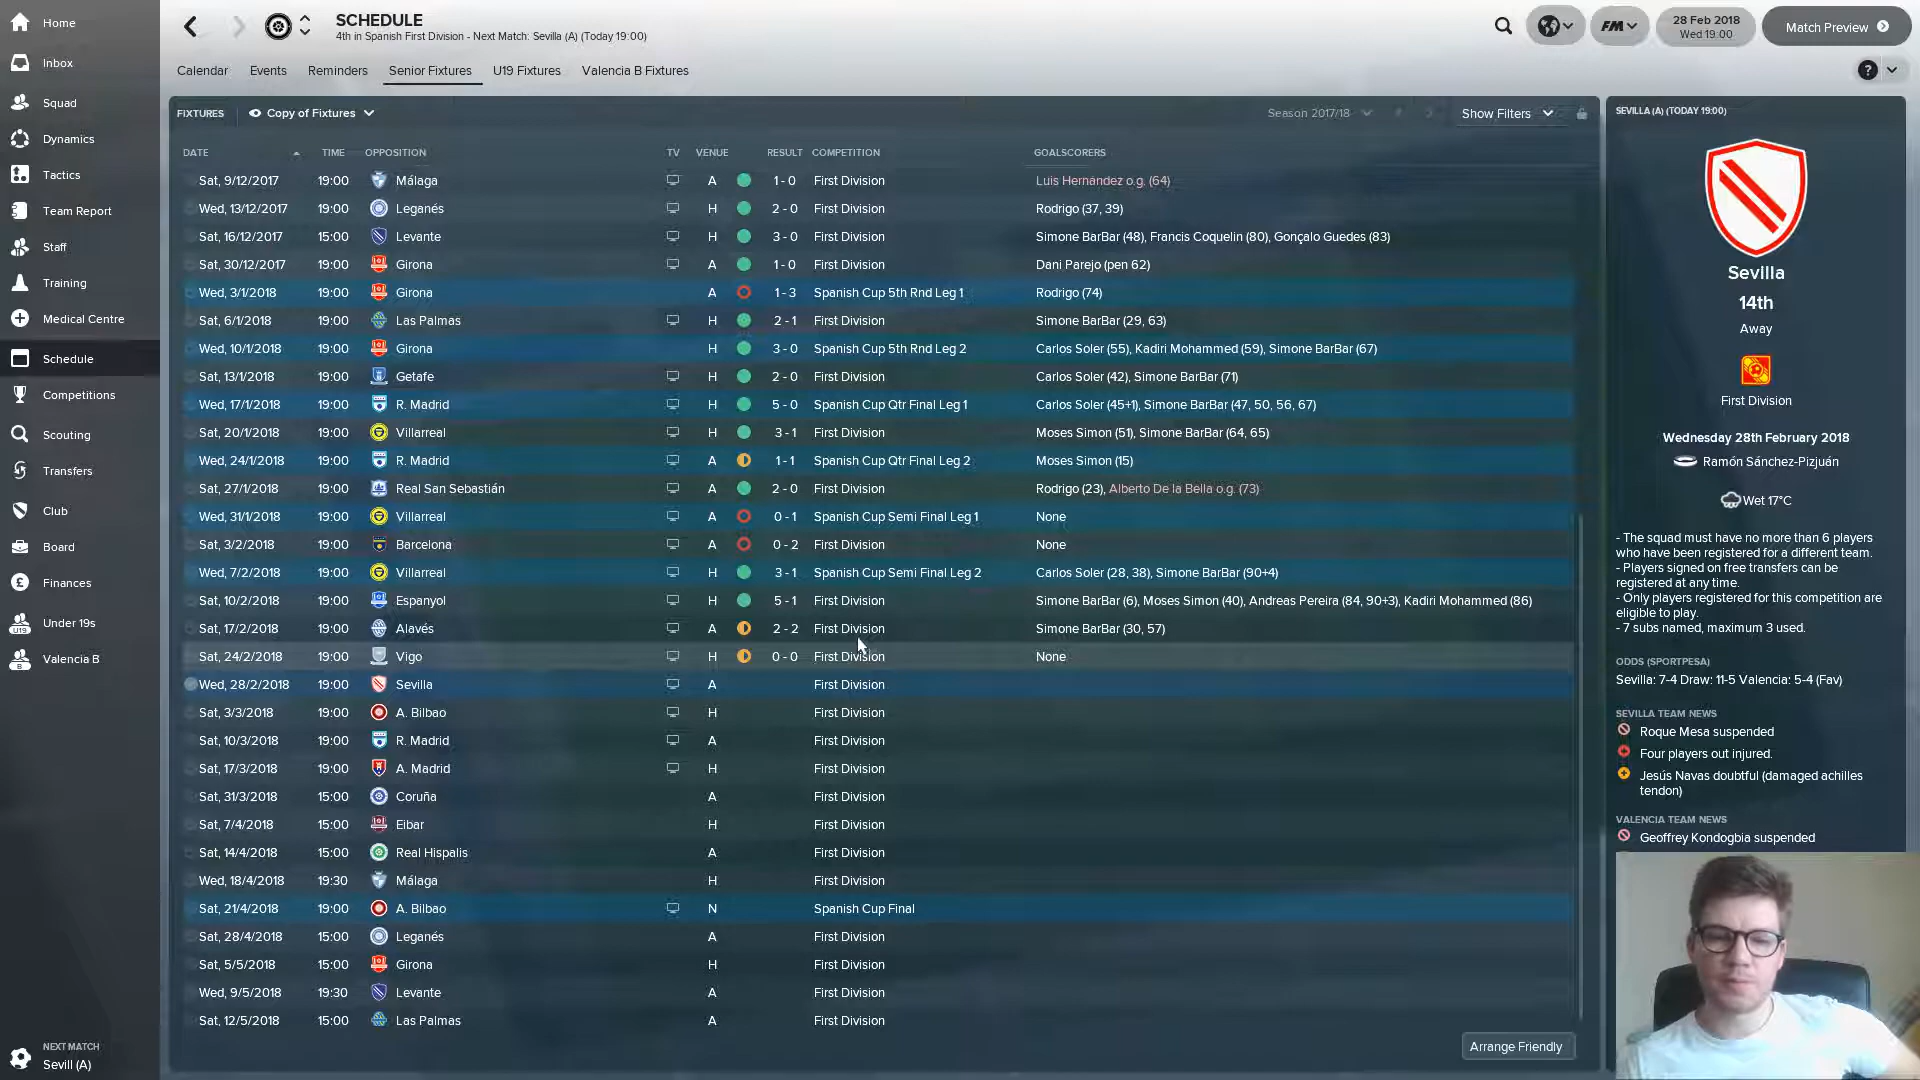 Home
Inbox
Squad
Dynamics
Tactics
Team Report
Staff
Training
Medical Centre
Schedule
Competitions
Scouting
Transfers
Club
Board
Finances
U19
Under 19s
B
Valencia B
NEXT MATCH
Sevill (A)
SCHEDULE
4th in Spanish First Division - Next Match: Sevilla (A) (Today 19:00)
FM
28 Feb 2018
Wed 19:00
Match Preview
Calendar Events Reminders Senior Fixtures U19 Fixtures Valencia B Fixtures
?
FIXTURES Copy of Fixtures Season 2017/18 Show Filters
DATE TIME OPPOSITION TV VENUE RESULT COMPETITION GOALSCORERS
Sat, 9/12/2017 19:00 Málaga A 1 - 0 First Division Luis Hernández o.g. (64)
Wed, 13/12/2017 19:00 Leganés H 2 - 0 First Division Rodrigo (37, 39)
Sat, 16/12/2017 15:00 Levante H 3 - 0 First Division Simone BarBar (48), Francis Coquelin (80), Gonçalo Guedes (83)
Sat, 30/12/2017 19:00 Girona A 1 - 0 First Division Dani Parejo (pen 62)
Wed, 3/1/2018 19:00 Girona A 1 - 3 Spanish Cup 5th Rnd Leg 1 Rodrigo (74)
Sat, 6/1/2018 19:00 Las Palmas H 2 - 1 First Division Simone BarBar (29, 63)
Wed, 10/1/2018 19:00 Girona H 3 - 0 Spanish Cup 5th Rnd Leg 2 Carlos Soler (55), Kadiri Mohammed (59), Simone BarBar (67)
Sat, 13/1/2018 19:00 Getafe H 2 - 0 First Division Carlos Soler (42), Simone BarBar (71)
Wed, 17/1/2018 19:00 R. Madrid H 5 - 0 Spanish Cup Qtr Final Leg 1 Carlos Soler (45+1), Simone BarBar (47, 50, 56, 67)
Sat, 20/1/2018 19:00 Villarreal H 3 - 1 First Division Moses Simon (51), Simone BarBar (64, 65)
Wed, 24/1/2018 19:00 R. Madrid A 1 - 1 Spanish Cup Qtr Final Leg 2 Moses Simon (15)
Sat, 27/1/2018 19:00 Real San Sebastián A 2 - 0 First Division Rodrigo (23), Alberto De la Bella o.g. (73)
Wed, 31/1/2018 19:00 Villarreal A 0 - 1 Spanish Cup Semi Final Leg 1 None
Sat, 3/2/2018 19:00 Barcelona A 0 - 2 First Division None
Wed, 7/2/2018 19:00 Villarreal H 3 - 1 Spanish Cup Semi Final Leg 2 Carlos Soler (28, 38), Simone BarBar (90+4)
Sat, 10/2/2018 19:00 Espanyol H 5 - 1 First Division Simone BarBar (6), Moses Simon (40), Andreas Pereira (84, 90+3), Kadiri Mohammed (86)
Sat, 17/2/2018 19:00 Alavés A 2 - 2 First Division Simone BarBar (30, 57)
Sat, 24/2/2018 19:00 Vigo H 0 - 0 First Division None
Wed, 28/2/2018 19:00 Sevilla A First Division
Sat, 3/3/2018 19:00 A. Bilbao H First Division
Sat, 10/3/2018 19:00 R. Madrid A First Division
Sat, 17/3/2018 19:00 A. Madrid H First Division
Sat, 31/3/2018 15:00 Coruña A First Division
Sat, 7/4/2018 15:00 Eibar H First Division
Sat, 14/4/2018 15:00 Real Hispalis A First Division
Wed, 18/4/2018 19:30 Málaga H First Division
Sat, 21/4/2018 19:00 A. Bilbao N Spanish Cup Final
Sat, 28/4/2018 15:00 Leganés A First Division
Sat, 5/5/2018 15:00 Girona H First Division
Wed, 9/5/2018 19:30 Levante A First Division
Sat, 12/5/2018 15:00 Las Palmas A First Division
Arrange Friendly
SEVILLA (A) (TODAY 19:00)
Sevilla
14th
Away
First Division
Wednesday 28th February 2018
Ramón Sánchez-Pizjuán
Wet 17°C
- The squad must have no more than 6 players
who have been registered for a different team.
- Players signed on free transfers can be
registered at any time.
- Only players registered for this competition are
eligible to play.
- 7 subs named, maximum 3 used.
ODDS (SPORTPESA)
Sevilla: 7-4 Draw: 11-5 Valencia: 5-4 (Fav)
SEVILLA TEAM NEWS
Roque Mesa suspended
Four players out injured.
Jesús Navas doubtful (damaged achilles
tendon)
VALENCIA TEAM NEWS
Geoffrey Kondogbia suspended